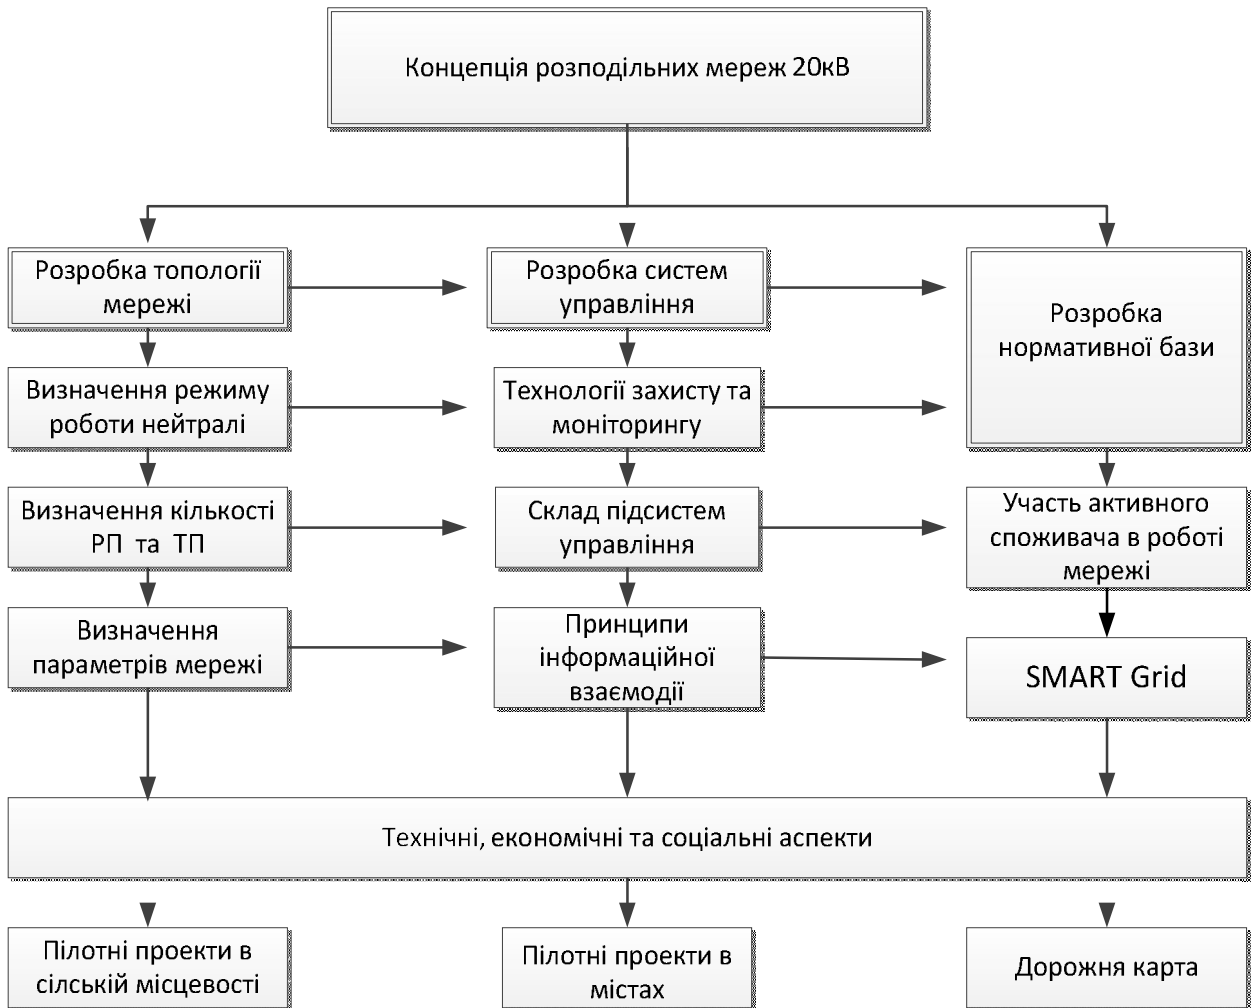 Концепція розподільних мереж 20кВ
Розробка топології
мережі
Розробка систем
управління
Розробка
нормативної бази
Визначення режиму
роботи нейтралі
Технології захисту та
моніторингу
Визначення кількості
РП та ТП
Склад підсистем
управління
Участь активного
споживача в роботі
мережі
Визначення
параметрів мережі
Принципи
інформаційної
взаємодії
SMART Grid
Технічні, економічні та соціальні аспекти
Пілотні проекти в
сілській місцевості
Пілотні проекти в
містах
Дорожня карта